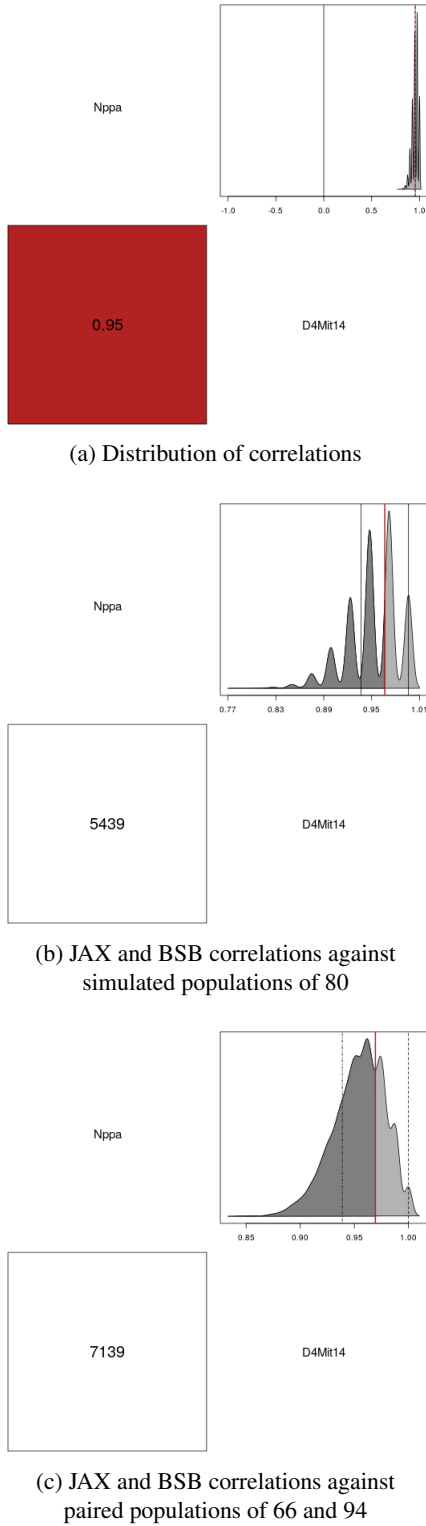 Nppa
-1.0 -0.5 0.0 0.5 1.0
0.95
D4Mit14
(a) Distribution of correlations
Nppa
0.77 0.83 0.89 0.95 1.01
5439
D4Mit14
(b) JAX and BSB correlations against
simulated populations of 80
Nppa
0.85 0.90 0.95 1.00
7139
D4Mit14
(c) JAX and BSB correlations against
paired populations of 66 and 94